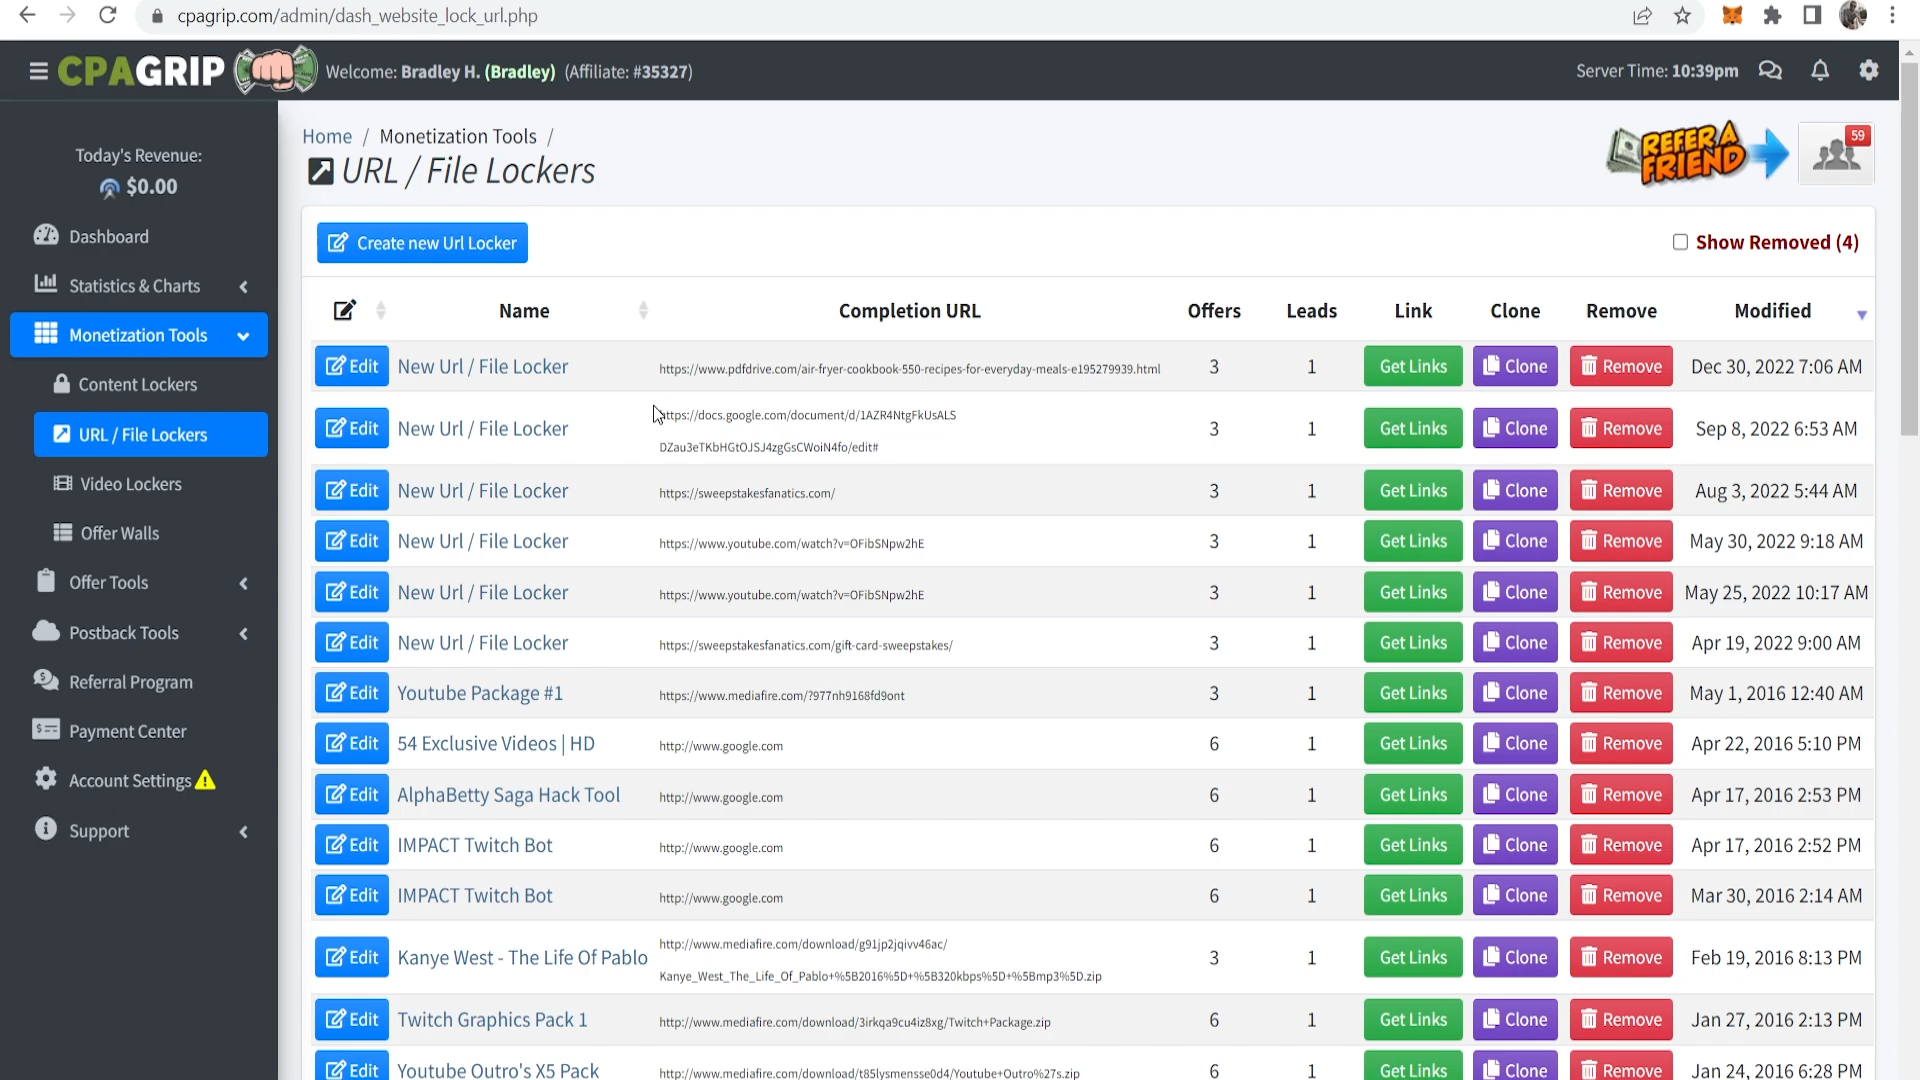 cpagrip.com/admin/dash_website_lock_url.php
CPAGRIP Welcome: Bradley H. (Bradley) (Affiliate: #35327) Server Time: 10:39pm
Today's Revenue:
$0.00
Dashboard
Statistics & Charts
Monetization Tools
Content Lockers
URL / File Lockers
Video Lockers
Offer Walls
Offer Tools
Postback Tools
Referral Program
Payment Center
Account Settings
Support
Home / Monetization Tools /
URL / File Lockers
REFER A FRIEND
59
Create new Url Locker Show Removed (4)
Name Completion URL Offers Leads Link Clone Remove Modified
Edit New Url / File Locker https://www.pdfdrive.com/air-fryer-cookbook-550-recipes-for-everyday-meals-e195279939.html 3 1 Get Links Clone Remove Dec 30, 2022 7:06 AM
Edit New Url / File Locker https://docs.google.com/document/d/1AZR4NtgFkUsALS
DZau3eTKbHGtOJSJ4zgGsCWoiN4fo/edit# 3 1 Get Links Clone Remove Sep 8, 2022 6:53 AM
Edit New Url / File Locker https://sweepstakesfanatics.com/ 3 1 Get Links Clone Remove Aug 3, 2022 5:44 AM
Edit New Url / File Locker https://www.youtube.com/watch?v=OFibSNpw2hE 3 1 Get Links Clone Remove May 30, 2022 9:18 AM
Edit New Url / File Locker https://www.youtube.com/watch?v=OFibSNpw2hE 3 1 Get Links Clone Remove May 25, 2022 10:17 AM
Edit New Url / File Locker https://sweepstakesfanatics.com/gift-card-sweepstakes/ 3 1 Get Links Clone Remove Apr 19, 2022 9:00 AM
Edit Youtube Package #1 https://www.mediafire.com/?977nh9168fd9ont 3 1 Get Links Clone Remove May 1, 2016 12:40 AM
Edit 54 Exclusive Videos | HD http://www.google.com 6 1 Get Links Clone Remove Apr 22, 2016 5:10 PM
Edit AlphaBetty Saga Hack Tool http://www.google.com 6 1 Get Links Clone Remove Apr 17, 2016 2:53 PM
Edit IMPACT Twitch Bot http://www.google.com 6 1 Get Links Clone Remove Apr 17, 2016 2:52 PM
Edit IMPACT Twitch Bot http://www.google.com 6 1 Get Links Clone Remove Mar 30, 2016 2:14 AM
Edit Kanye West - The Life Of Pablo http://www.mediafire.com/download/g91jp2jqivv46ac/
Kanye_West_The_Life_Of_Pablo+%5B2016%5D+%5B320kbps%5D+%5Bmp3%5D.zip 3 1 Get Links Clone Remove Feb 19, 2016 8:13 PM
Edit Twitch Graphics Pack 1 http://www.mediafire.com/download/3irkqa9cu4iz8xg/Twitch+Package.zip 6 1 Get Links Clone Remove Jan 27, 2016 2:13 PM
Edit Youtube Outro's X5 Pack http://www.mediafire.com/download/t85lysmensse0d4/Youtube+Outro%27s.zip 6 1 Get Links Clone Remove Jan 24, 2016 6:28 PM